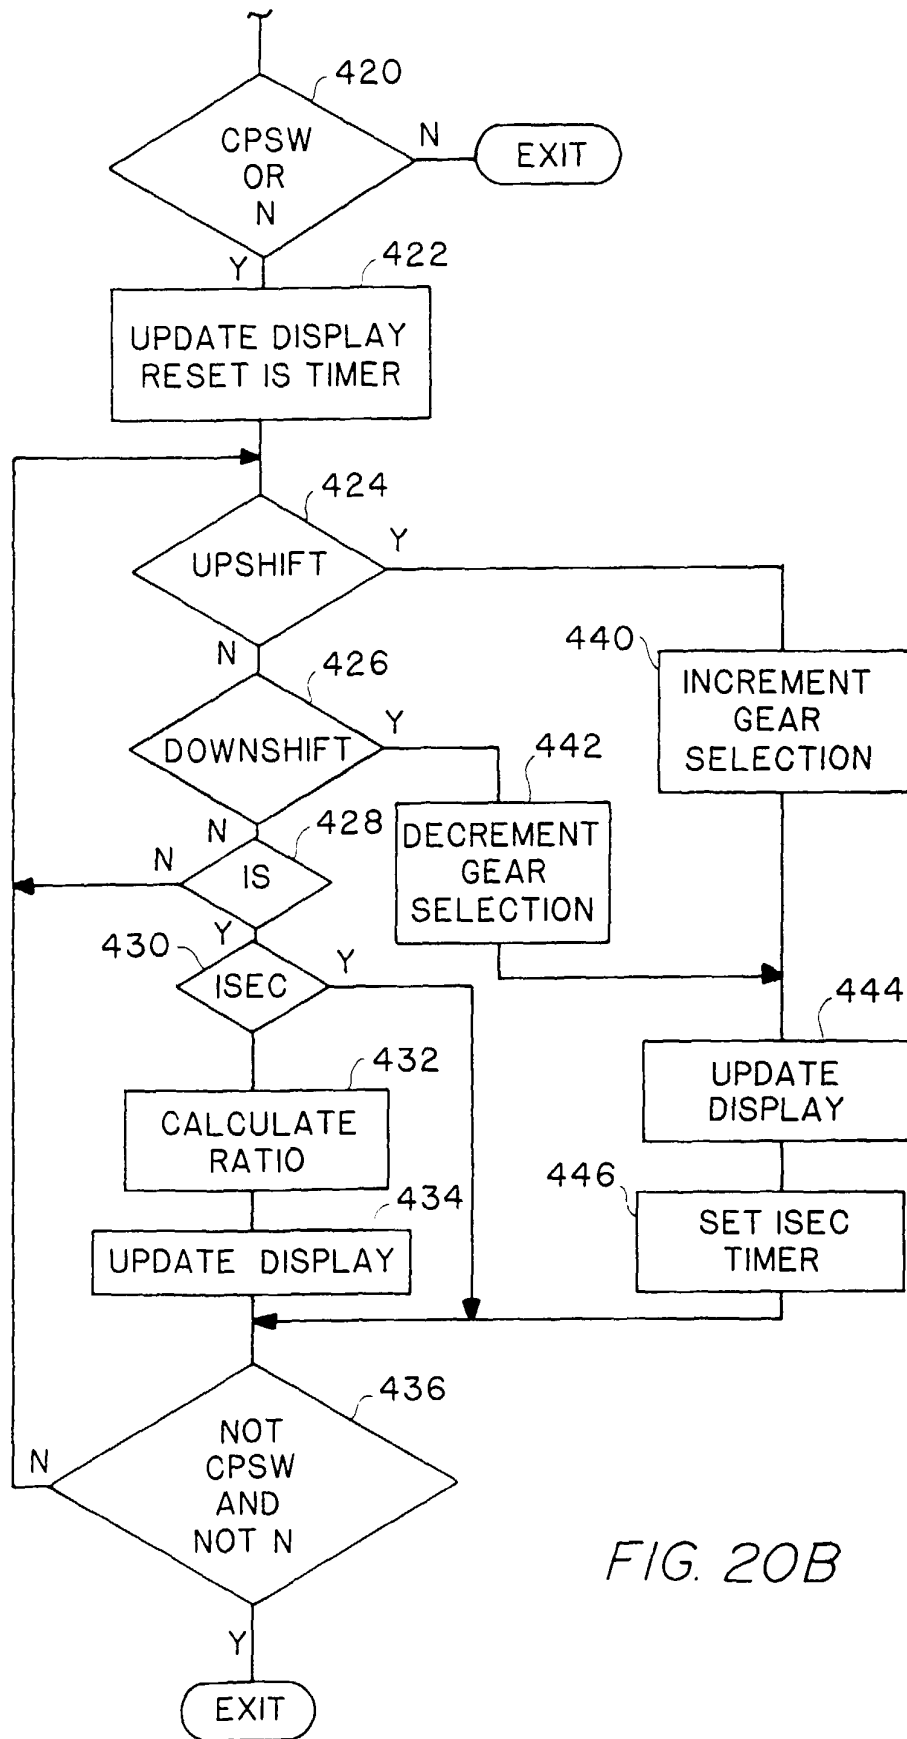 420
CPSW
OR
N
N
EXIT
Y
422
UPDATE DISPLAY
RESET IS TIMER
424
UPSHIFT
Y
N
440
INCREMENT
GEAR
SELECTION
426
DOWNSHIFT
Y
442
DECREMENT
GEAR
SELECTION
N
428
IS
N
Y
430
ISEC
Y
444
UPDATE
DISPLAY
432
CALCULATE
RATIO
446
SET ISEC
TIMER
434
UPDATE DISPLAY
436
NOT
CPSW
AND
NOT N
N
Y
EXIT
FIG. 20B